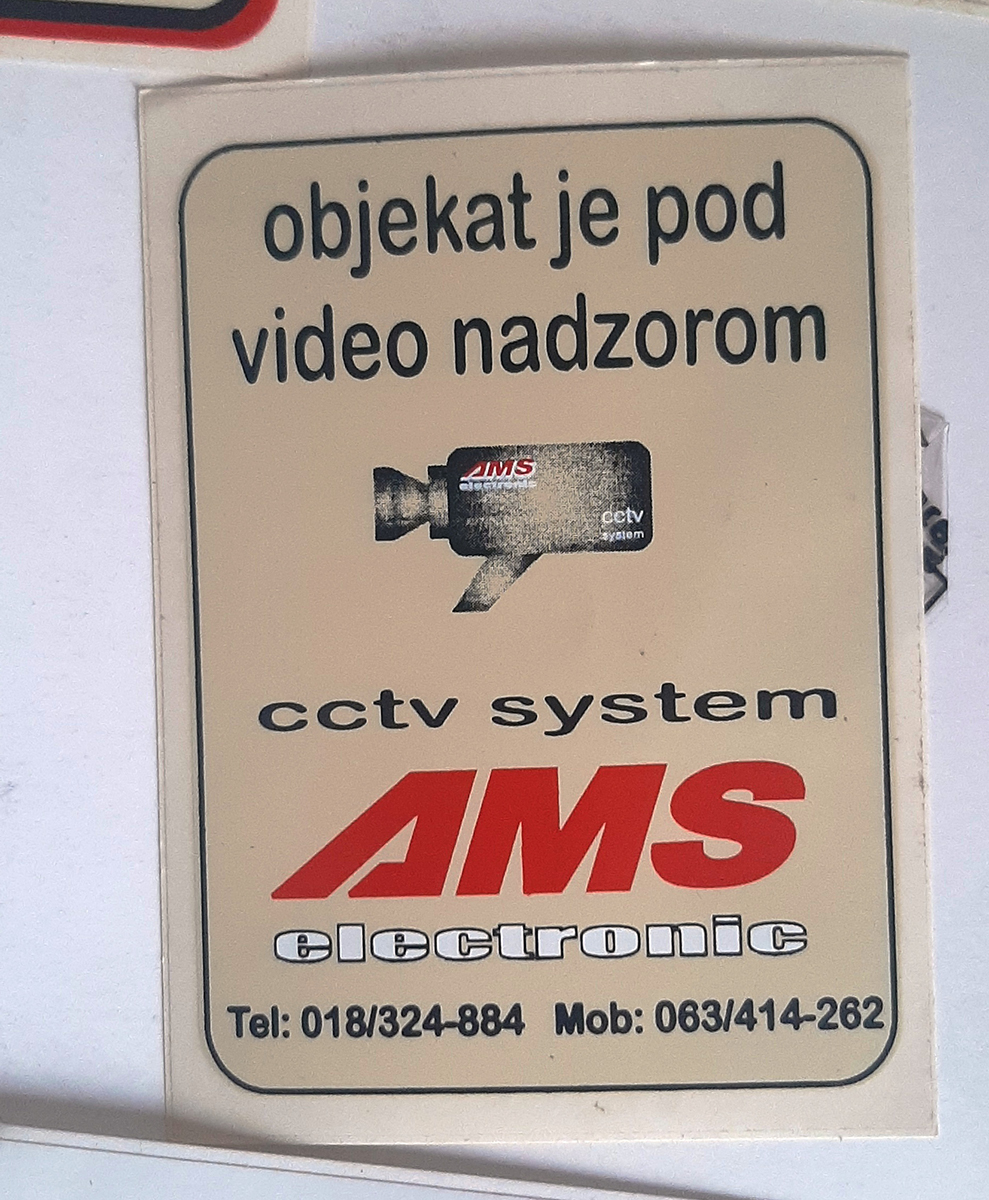 objekat je pod
video nadzorom
AMS
electronic
cctv
system
cctv system
AMS
electronic
Tel: 018/324-884 Mob: 063/414-262